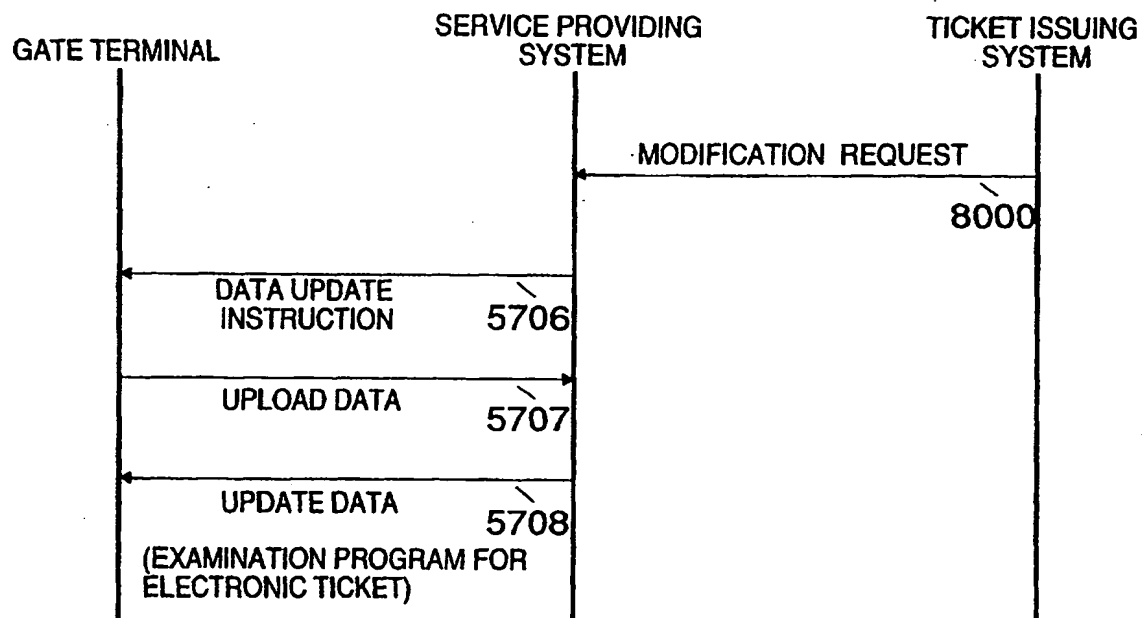 GATE TERMINAL
SERVICE PROVIDING
SYSTEM
TICKET ISSUING
SYSTEM
MODIFICATION REQUEST
8000
DATA UPDATE
INSTRUCTION
5706
UPLOAD DATA
5707
UPDATE DATA
5708
(EXAMINATION PROGRAM FOR
ELECTRONIC TICKET)